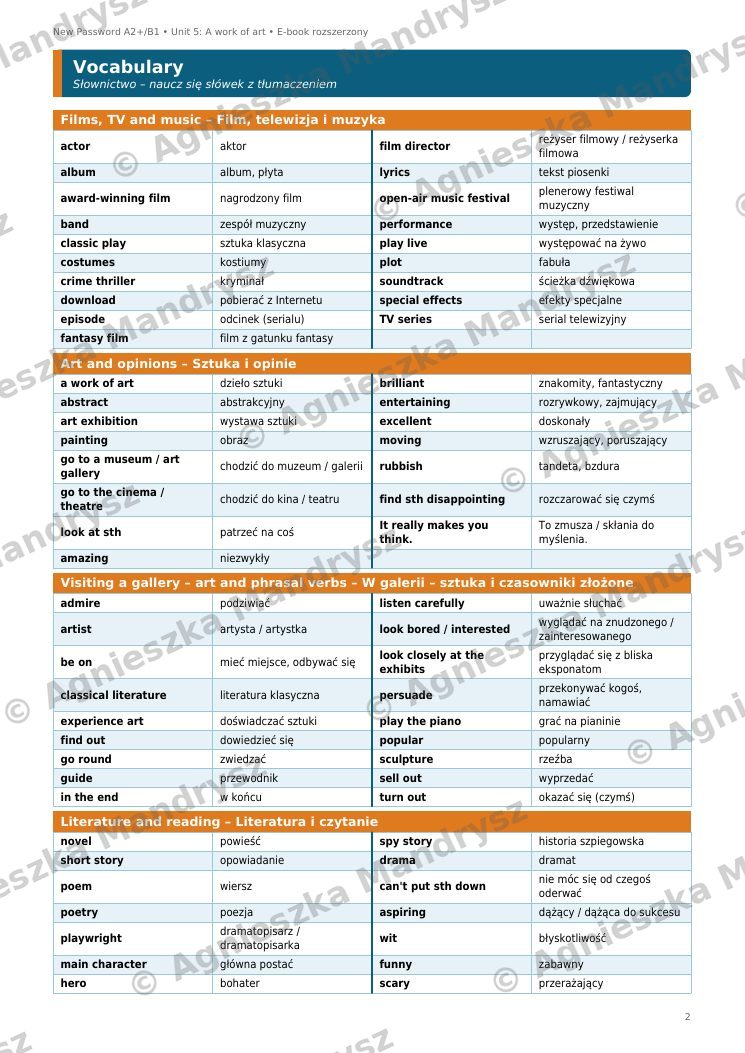 New Password A2+/B1 • Unit 5: A work of art • E-book rozszerzony
Vocabulary
Słownictwo – naucz się słówek z tłumaczeniem
Films, TV and music – Film, telewizja i muzyka
actor aktor film director reżyser filmowy / reżyserka filmowa
album album, płyta lyrics tekst piosenki
award-winning film nagrodzony film open-air music festival plenerowy festiwal muzyczny
band zespół muzyczny performance występ, przedstawienie
classic play sztuka klasyczna play live występować na żywo
costumes kostiumy plot fabuła
crime thriller kryminał soundtrack ścieżka dźwiękowa
download pobierać z Internetu special effects efekty specjalne
episode odcinek (serialu) TV series serial telewizyjny
fantasy film film z gatunku fantasy
Art and opinions – Sztuka i opinie
a work of art dzieło sztuki brilliant znakomity, fantastyczny
abstract abstrakcyjny entertaining rozrywkowy, zajmujący
art exhibition wystawa sztuki excellent doskonały
painting obraz moving wzruszający, poruszający
go to a museum / art gallery chodzić do muzeum / galerii rubbish tandeta, bzdura
go to the cinema / theatre chodzić do kina / teatru find sth disappointing rozczarować się czymś
look at sth patrzeć na coś It really makes you think. To zmusza / skłania do myślenia.
amazing niezwykły
Visiting a gallery – art and phrasal verbs – W galerii – sztuka i czasowniki złożone
admire podziwiać listen carefully uważnie słuchać
artist artysta / artystka look bored / interested wyglądać na znudzonego / zainteresowanego
be on mieć miejsce, odbywać się look closely at the exhibits przyglądać się z bliska eksponatom
classical literature literatura klasyczna persuade przekonywać kogoś, namawiać
experience art doświadczać sztuki play the piano grać na pianinie
find out dowiedzieć się popular popularny
go round zwiedzać sculpture rzeźba
guide przewodnik sell out wyprzedać
in the end w końcu turn out okazać się (czymś)
Literature and reading – Literatura i czytanie
novel powieść spy story historia szpiegowska
short story opowiadanie drama dramat
poem wiersz can't put sth down nie móc się od czegoś oderwać
poetry poezja aspiring dążący / dążąca do sukcesu
playwright dramatopisarz / dramatopisarka wit błyskotliwość
main character główna postać funny zabawny
hero bohater scary przerażający
2
© Agnieszka Mandrysz